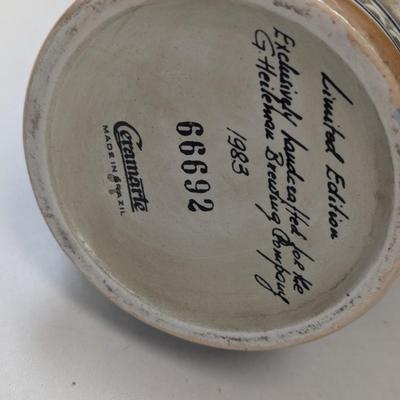 Limited Edition
Exclusively handcrafted for the
G. Heileman Brewing Company
1983
66692
Ceramarte
MADE IN BRAZIL